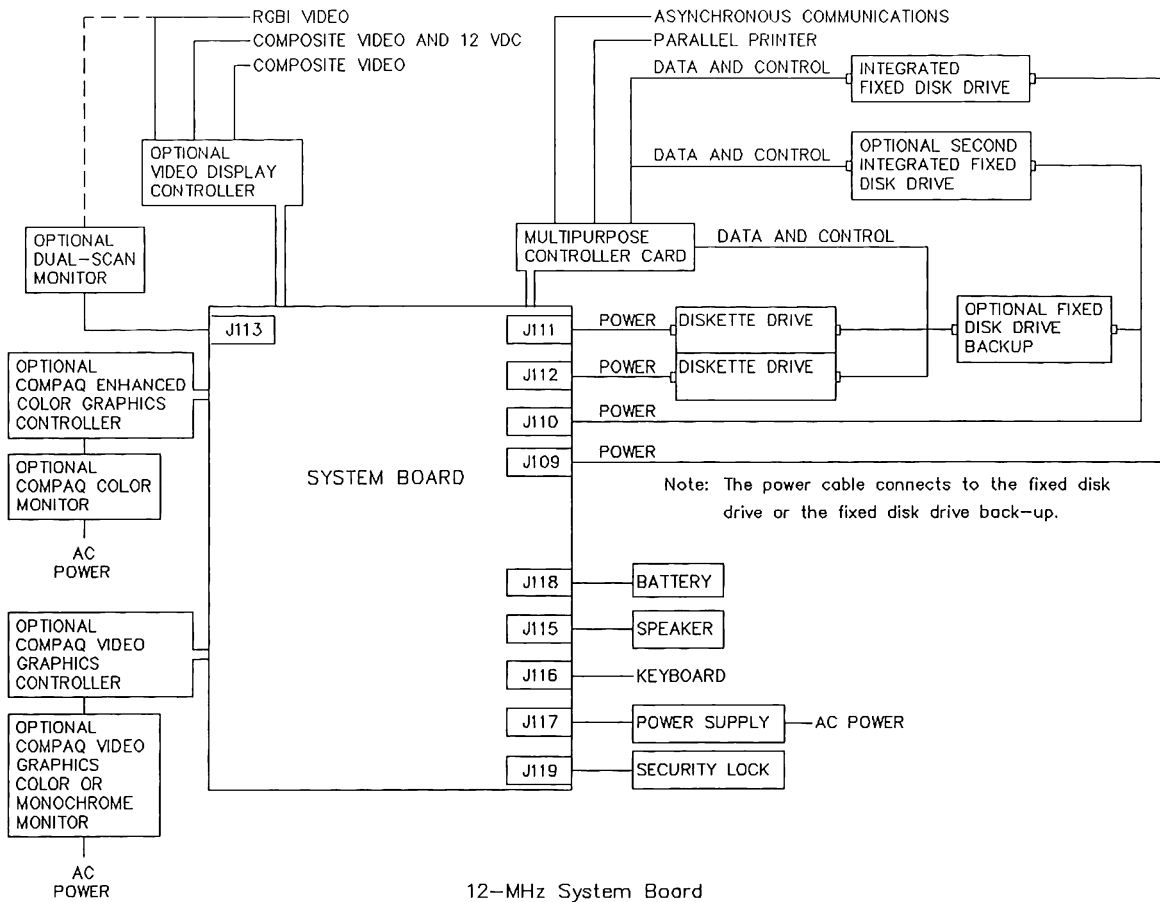 RGBI VIDEO
COMPOSITE VIDEO AND 12 VDC
COMPOSITE VIDEO
ASYNCHRONOUS COMMUNICATIONS
PARALLEL PRINTER
DATA AND CONTROL
INTEGRATED
FIXED DISK DRIVE
OPTIONAL
VIDEO DISPLAY
CONTROLLER
DATA AND CONTROL
OPTIONAL SECOND
INTEGRATED FIXED
DISK DRIVE
OPTIONAL
DUAL-SCAN
MONITOR
MULTIPURPOSE
CONTROLLER CARD
DATA AND CONTROL
J113
J111
POWER
DISKETTE DRIVE
OPTIONAL FIXED
DISK DRIVE
BACKUP
J112
POWER
DISKETTE DRIVE
OPTIONAL
COMPAQ ENHANCED
COLOR GRAPHICS
CONTROLLER
J110
POWER
J109
POWER
OPTIONAL
COMPAQ COLOR
MONITOR
AC
POWER
SYSTEM BOARD
Note: The power cable connects to the fixed disk
drive or the fixed disk drive back-up.
J118
BATTERY
J115
SPEAKER
J116
KEYBOARD
J117
POWER SUPPLY
AC POWER
J119
SECURITY LOCK
OPTIONAL
COMPAQ VIDEO
GRAPHICS
CONTROLLER
OPTIONAL
COMPAQ VIDEO
GRAPHICS
COLOR OR
MONOCHROME
MONITOR
AC
POWER
12-MHz System Board